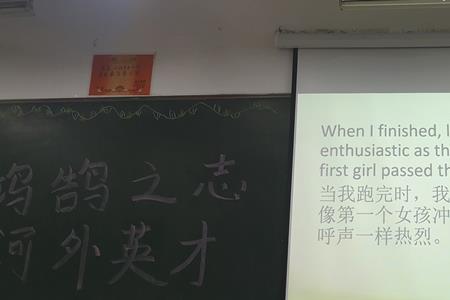 鸿鹄之志
河外英才
When I finished, I
enthusiastic as th
first girl passed th
当我跑完时，我
像第一个女孩冲
呼声一样热烈。